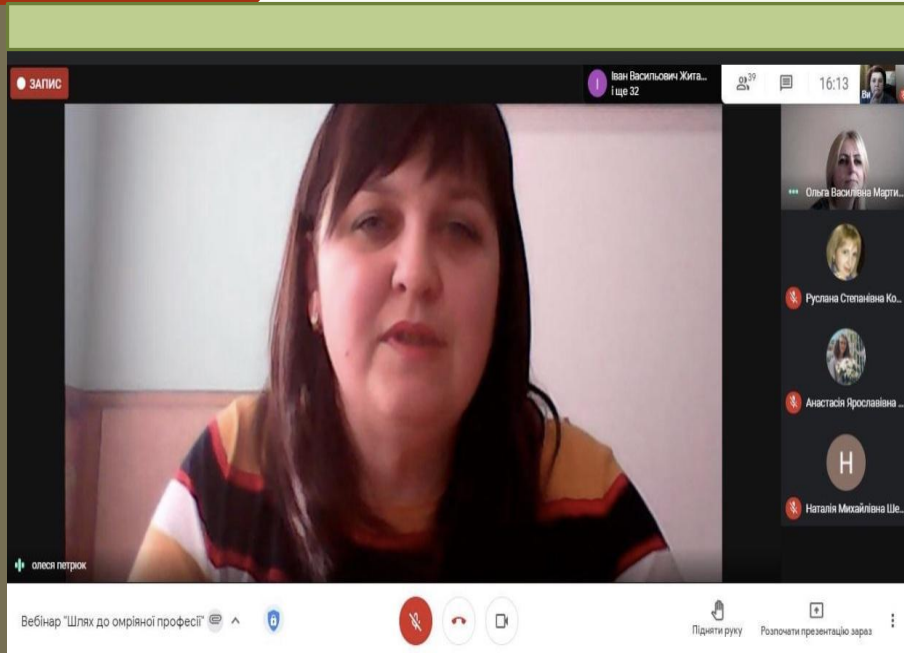 ЗАПИС
І
Іван Васильович Жита...
і ще 32
39
16:13
Ви
Ольга Василівна Марти...
Руслана Степанівна Ко...
Анастасія Ярославівна ...
Н
Наталія Михайлівна Ше...
олеся петрюк
Вебінар "Шлях до омріяної професії"
Підняти руку
Розпочати презентацію зараз